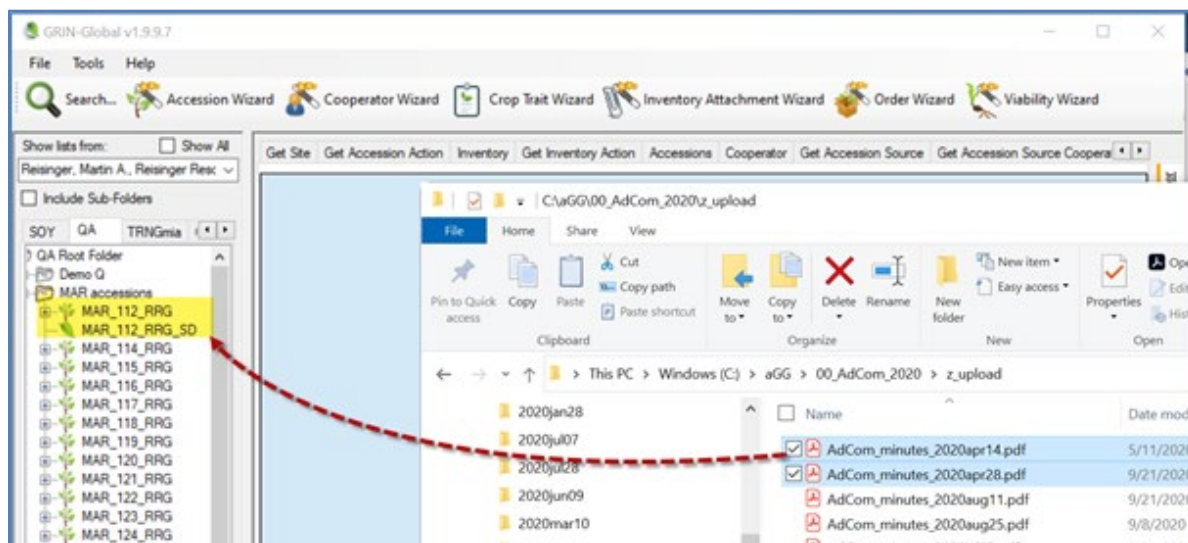 GRIN-Global v1.9.9.7
File Tools Help
Search... Accession Wizard Cooperator Wizard Crop Trait Wizard Inventory Attachment Wizard Order Wizard Viability Wizard
Show lists from: Show All
Reisinger, Martin A., Reisinger Resc
Include Sub-Folders
SOY QA TRNGmia
QA Root Folder
Demo Q
MAR accessions
MAR_112_RRG
MAR_112_RRG_SD
MAR_114_RRG
MAR_115_RRG
MAR_116_RRG
MAR_117_RRG
MAR_118_RRG
MAR_119_RRG
MAR_120_RRG
MAR_121_RRG
MAR_122_RRG
MAR_123_RRG
MAR_124_RRG
Get Site Get Accession Action Inventory Get Inventory Action Accessions Cooperator Get Accession Source Get Accession Source Coopera
C:\aGG\00_AdCom_2020\z_upload
File Home Share View
Pin to Quick access
Copy
Paste
Cut
Copy path
Paste shortcut
Clipboard
Move to
Copy to
Delete
Rename
Organize
New folder
New item
Easy access
New
Properties
Ope
Edit
His
Open
This PC > Windows (C:) > aGG > 00_AdCom_2020 > z_upload
2020jan28
2020jul07
2020jul28
2020jun09
2020mar10
Name Date mod
AdCom_minutes_2020apr14.pdf 5/11/2020
AdCom_minutes_2020apr28.pdf 9/21/2020
AdCom_minutes_2020aug11.pdf 9/21/2020
AdCom_minutes_2020aug25.pdf 9/8/2020